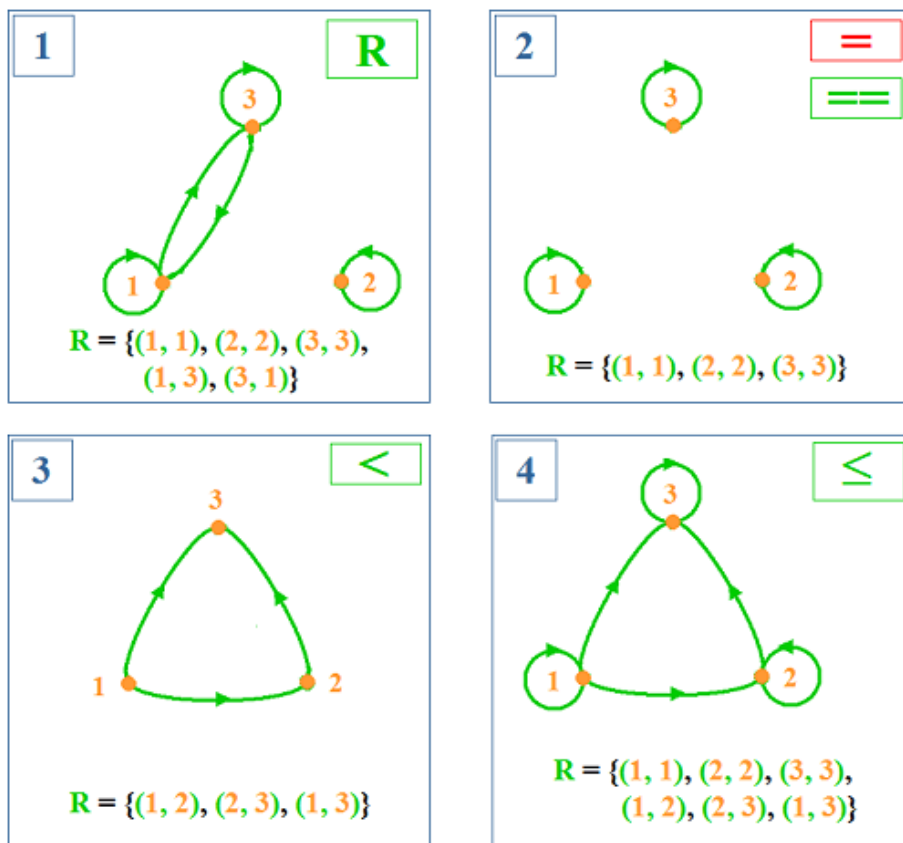 1
R
3
1
2
R = {(1, 1), (2, 2), (3, 3),
(1, 3), (3, 1)}
2
=
==
3
1
2
R = {(1, 1), (2, 2), (3, 3)}
3
<
3
1
2
R = {(1, 2), (2, 3), (1, 3)}
4
≤
3
1
2
R = {(1, 1), (2, 2), (3, 3),
(1, 2), (2, 3), (1, 3)}